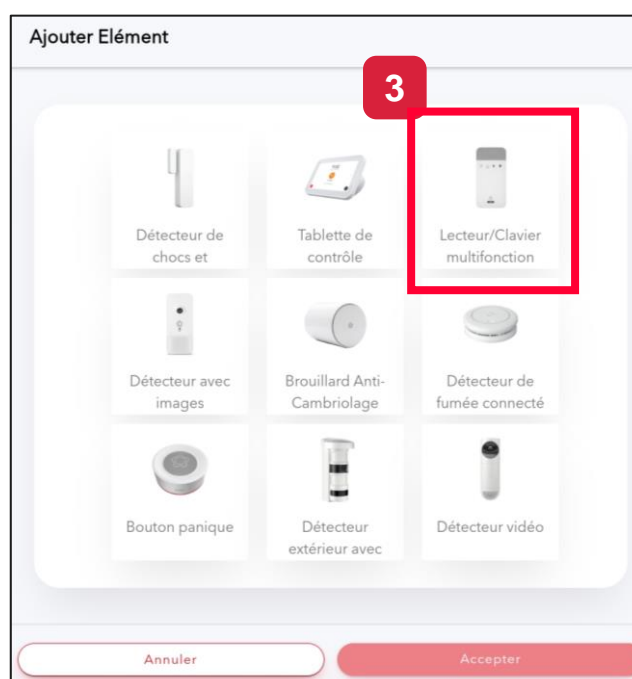 Ajouter Elément
3
Détecteur de
chocs et
Tablette de
contrôle
Lecteur/Clavier
multifonction
Détecteur avec
images
Brouillard Anti-
Cambriolage
Détecteur de
fumée connecté
Bouton panique
Détecteur
extérieur avec
Détecteur vidéo
Annuler
Accepter